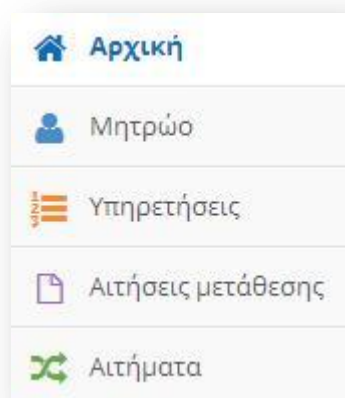 Αρχική
Μητρώο
Υπηρετήσεις
Αιτήσεις μετάθεσης
Αιτήματα